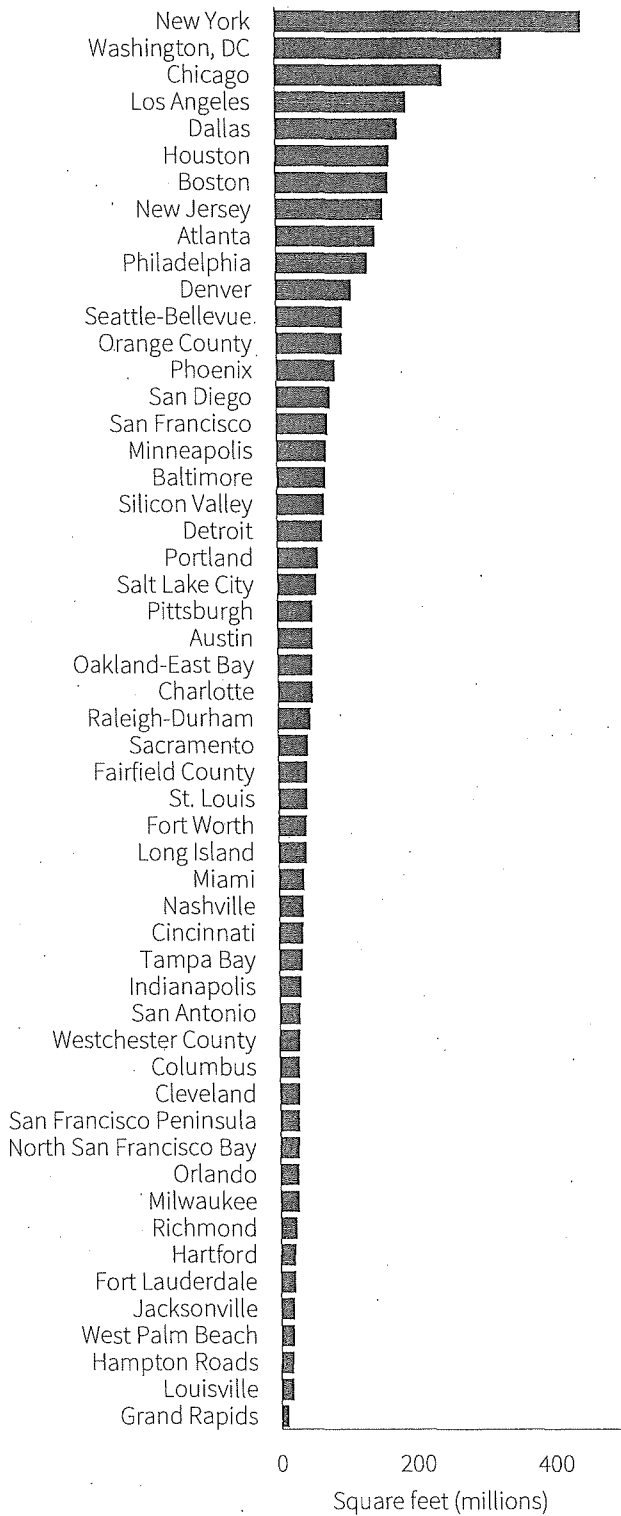 New York
Washington, DC
Chicago
Los Angeles
Dallas
Houston
Boston
New Jersey
Atlanta
Philadelphia
Denver
Seattle-Bellevue
Orange County
Phoenix
San Diego
San Francisco
Minneapolis
Baltimore
Silicon Valley
Detroit
Portland
Salt Lake City
Pittsburgh
Austin
Oakland-East Bay
Charlotte
Raleigh-Durham
Sacramento
Fairfield County
St. Louis
Fort Worth
Long Island
Miami
Nashville
Cincinnati
Tampa Bay
Indianapolis
San Antonio
Westchester County
Columbus
Cleveland
San Francisco Peninsula
North San Francisco Bay
Orlando
Milwaukee
Richmond
Hartford
Fort Lauderdale
Jacksonville
West Palm Beach
Hampton Roads
Louisville
Grand Rapids
0 200 400
Square feet (millions)